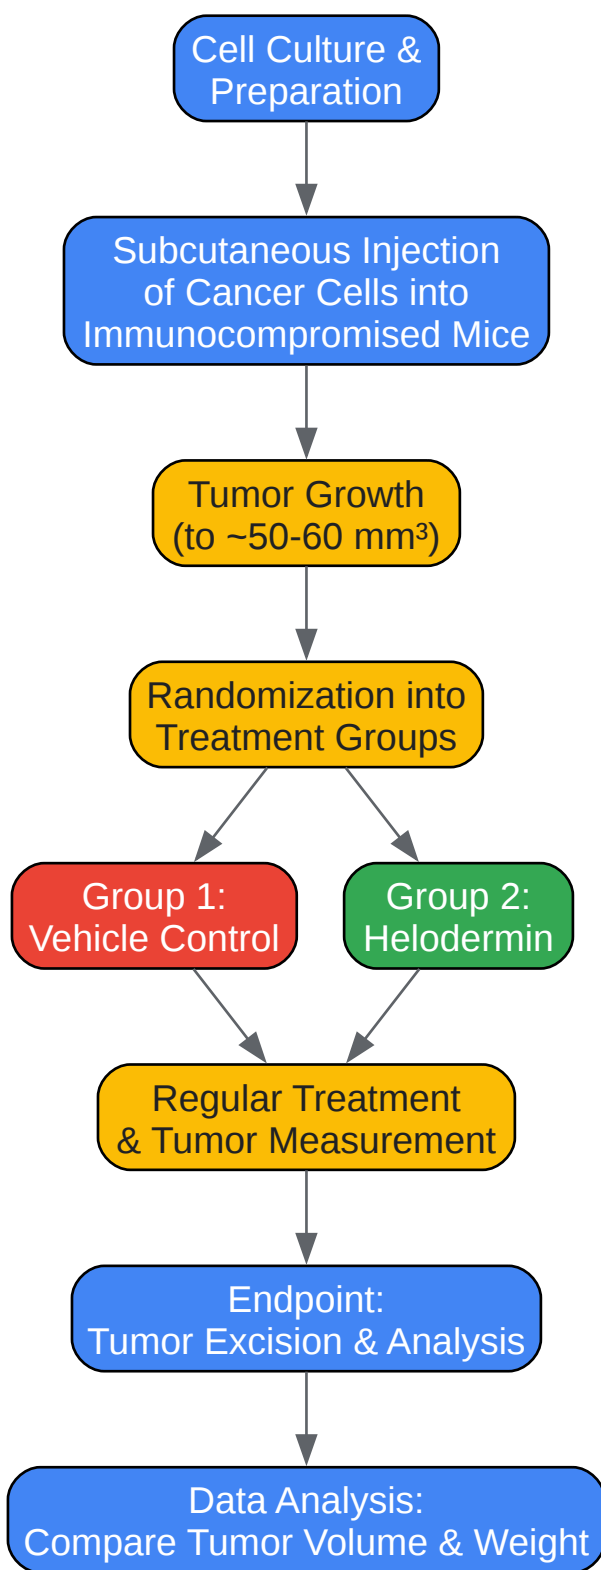 Cell Culture &
Preparation
Subcutaneous Injection
of Cancer Cells into
Immunocompromised Mice
Tumor Growth
(to ~50-60 mm³)
Randomization into
Treatment Groups
Group 1:
Vehicle Control
Group 2:
Helodermin
Regular Treatment
& Tumor Measurement
Endpoint:
Tumor Excision & Analysis
Data Analysis:
Compare Tumor Volume & Weight